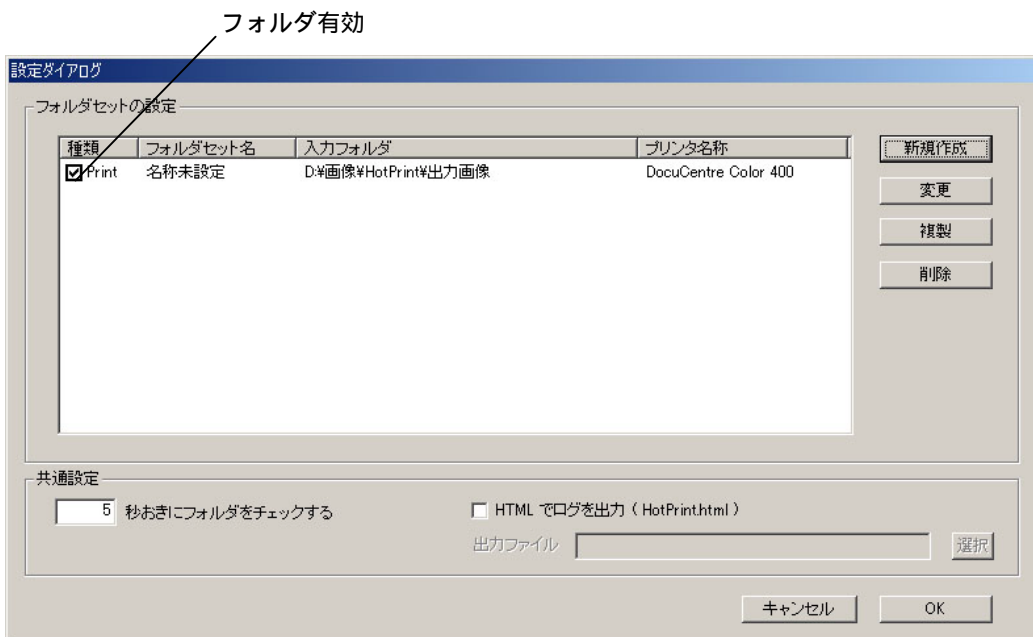 フォルダ有効
設定ダイアログ
フォルダセットの設定
種類 フォルダセット名 入力フォルダ プリンタ名称
Print 名称未設定 D:¥画像¥HotPrint¥出力画像 DocuCentre Color 400
新規作成
変更
複製
削除
共通設定
5 秒おきにフォルダをチェックする
HTML でログを出力 ( HotPrint.html )
出力ファイル 選択
キャンセル OK